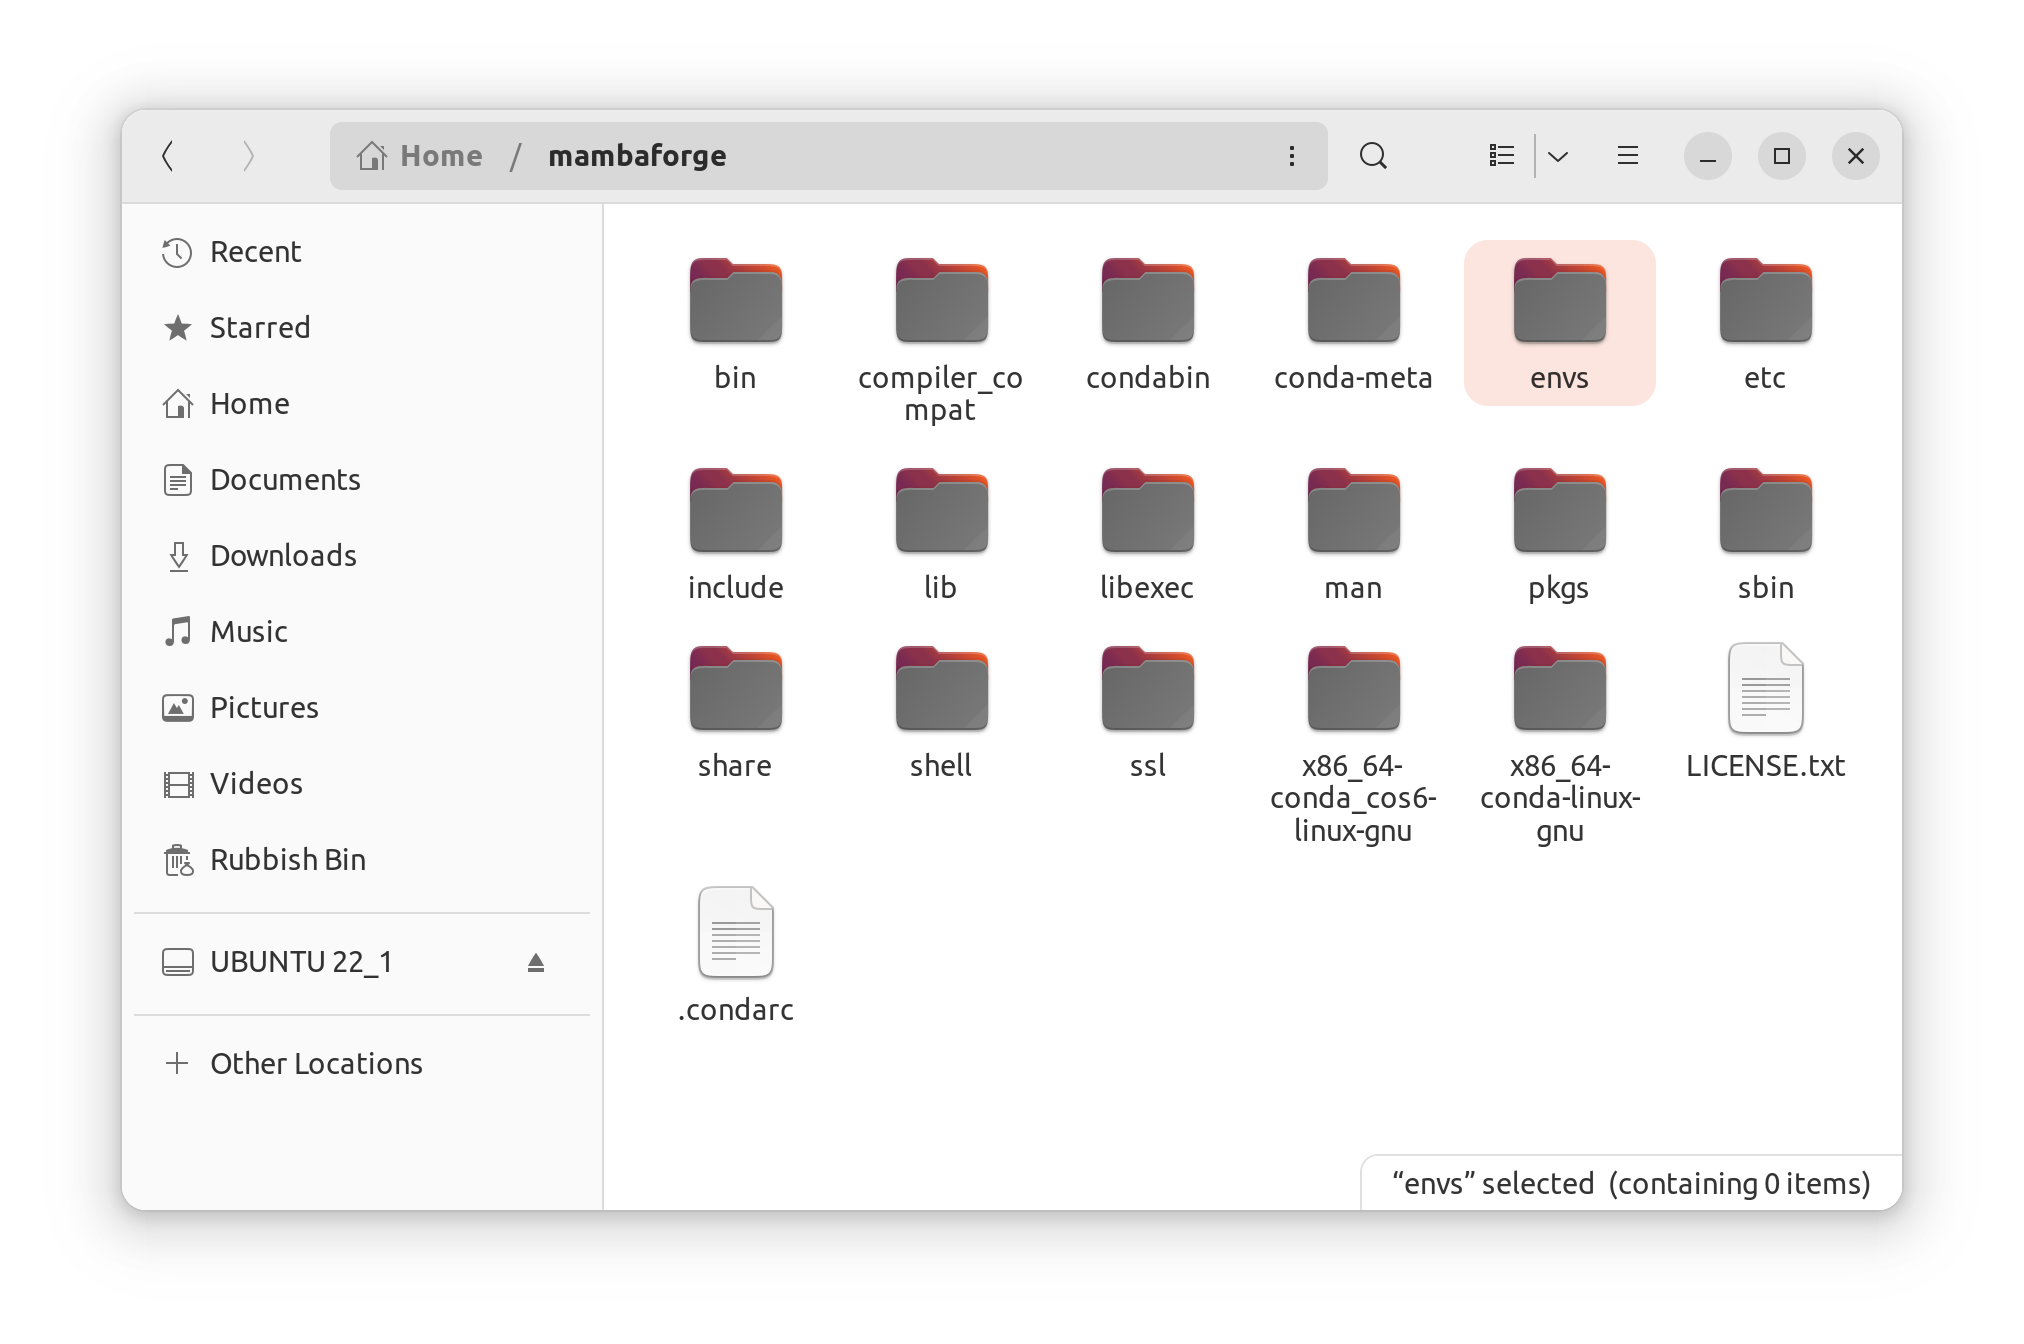 Home / mambaforge
Recent
Starred
Home
Documents
Downloads
Music
Pictures
Videos
Rubbish Bin
UBUNTU 22_1
Other Locations
bin
compiler_co
mpat
condabin
conda-meta
envs
etc
include
lib
libexec
man
pkgs
sbin
share
shell
ssl
x86_64-
conda_cos6-
linux-gnu
x86_64-
conda-linux-
gnu
LICENSE.txt
.condarc
“envs” selected (containing 0 items)